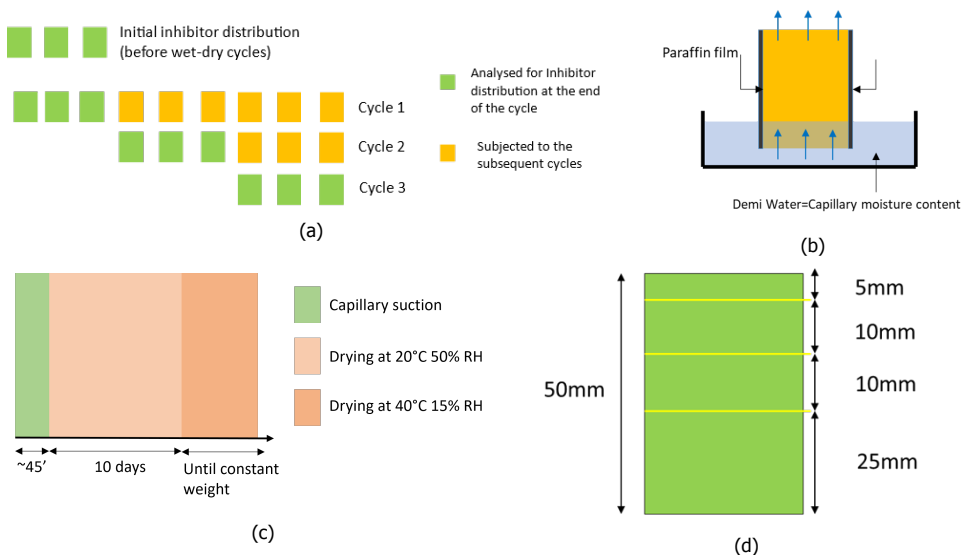 Initial inhibitor distribution
(before wet-dry cycles)
Cycle 1
Cycle 2
Cycle 3
Analysed for Inhibitor
distribution at the end
of the cycle
Subjected to the
subsequent cycles
(a)
Paraffin film
Demi Water=Capillary moisture content
(b)
Capillary suction
Drying at 20°C 50% RH
Drying at 40°C 15% RH
~45'
10 days
Until constant
weight
(c)
50mm
5mm
10mm
10mm
25mm
(d)